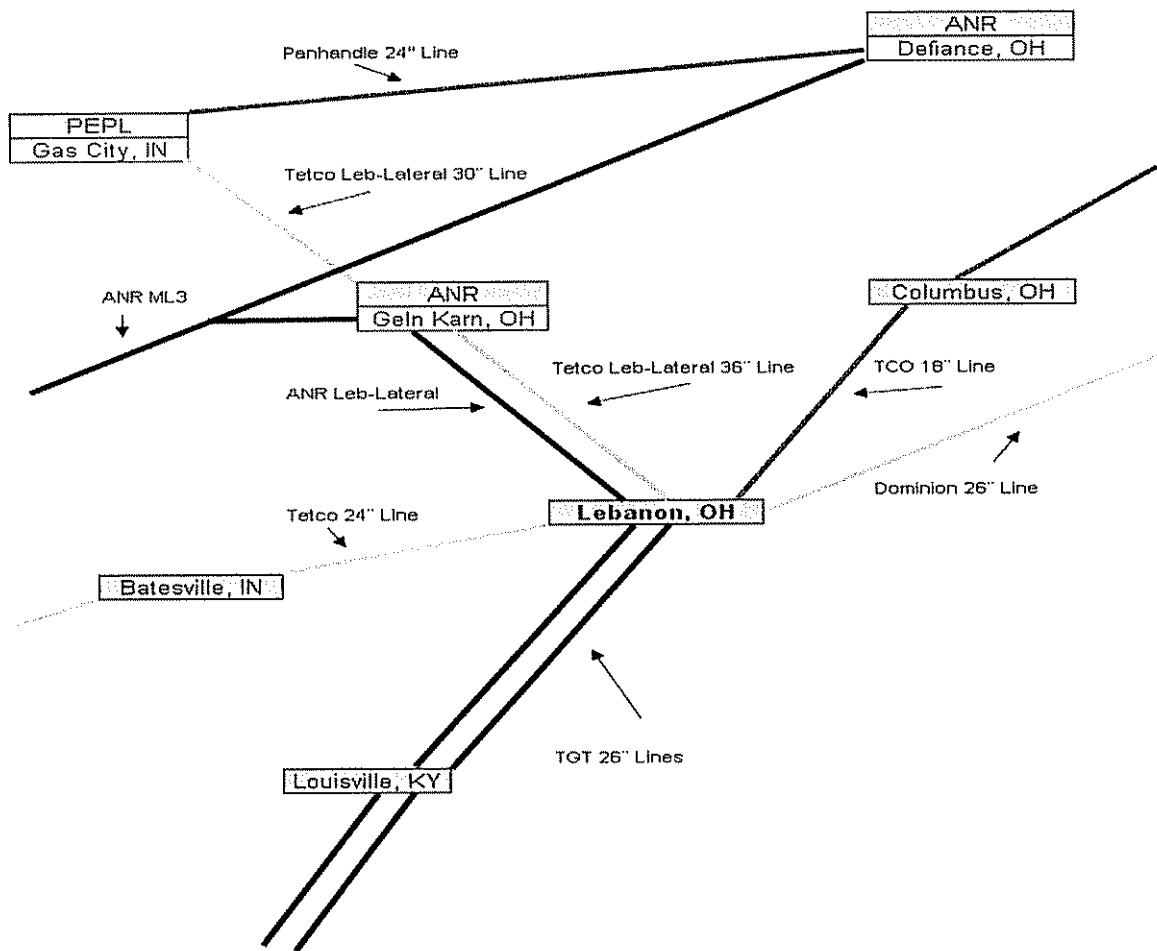 ANR
Defiance, OH
Panhandle 24" Line
PEPL
Gas City, IN
Tetco Leb-Lateral 30" Line
ANR ML3
ANR
Geln Karn, OH
Columbus, OH
Tetco Leb-Lateral 36" Line
TCO 18" Line
ANR Leb-Lateral
Dominion 26" Line
Lebanon, OH
Tetco 24" Line
Batesville, IN
TGT 26" Lines
Louisville, KY